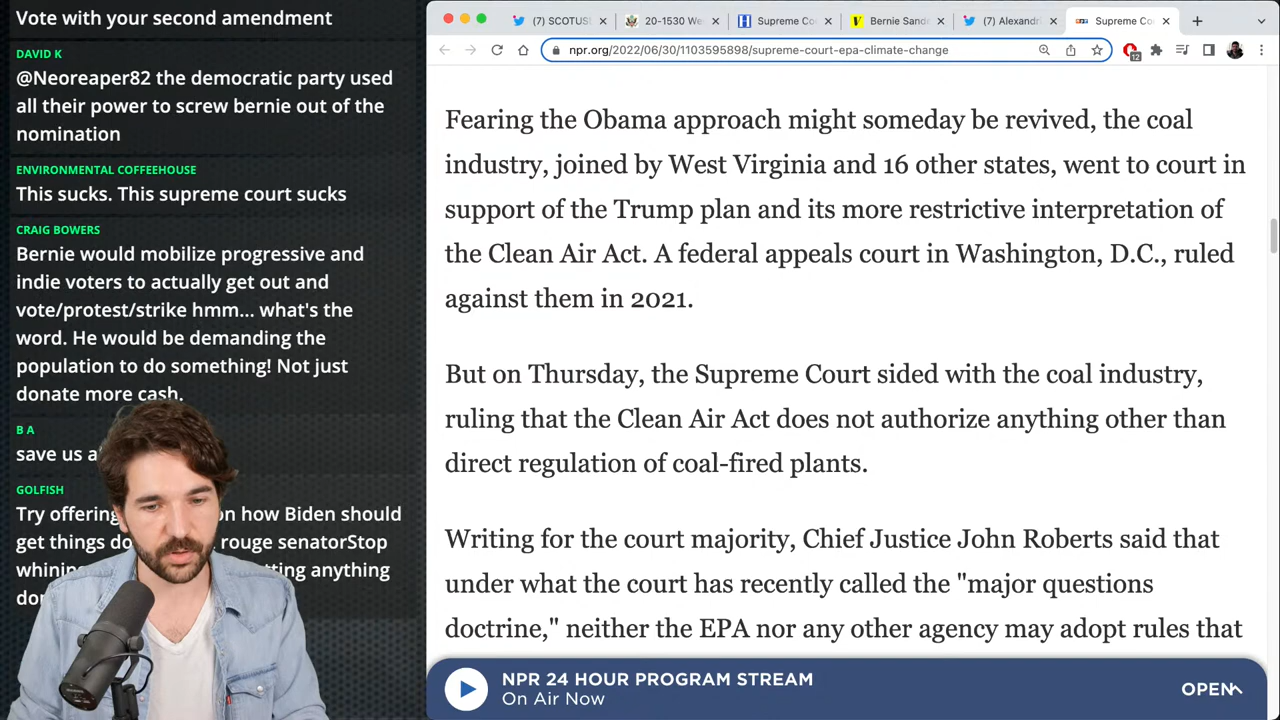 Vote with your second amendment
DAVID K
@Neoreaper82 the democratic party used
all their power to screw bernie out of the
nomination
ENVIRONMENTAL COFFEEHOUSE
This sucks. This supreme court sucks
CRAIG BOWERS
Bernie would mobilize progressive and
indie voters to actually get out and
vote/protest/strike hmm... what's the
word. He would be demanding the
population to do something! Not just
donate more cash.
B A
save us
GOLFISH
Try offering on how Biden should
get things rouge senatorStop
anything
(7) SCOTUS
20-1530 We
Supreme Co
Bernie Sand
(7) Alexandri
Supreme Co
npr.org/2022/06/30/1103595898/supreme-court-epa-climate-change
12
Fearing the Obama approach might someday be revived, the coal
industry, joined by West Virginia and 16 other states, went to court in
support of the Trump plan and its more restrictive interpretation of
the Clean Air Act. A federal appeals court in Washington, D.C., ruled
against them in 2021.
But on Thursday, the Supreme Court sided with the coal industry,
ruling that the Clean Air Act does not authorize anything other than
direct regulation of coal-fired plants.
Writing for the court majority, Chief Justice John Roberts said that
under what the court has recently called the "major questions
doctrine," neither the EPA nor any other agency may adopt rules that
NPR 24 HOUR PROGRAM STREAM
On Air Now
OPEN